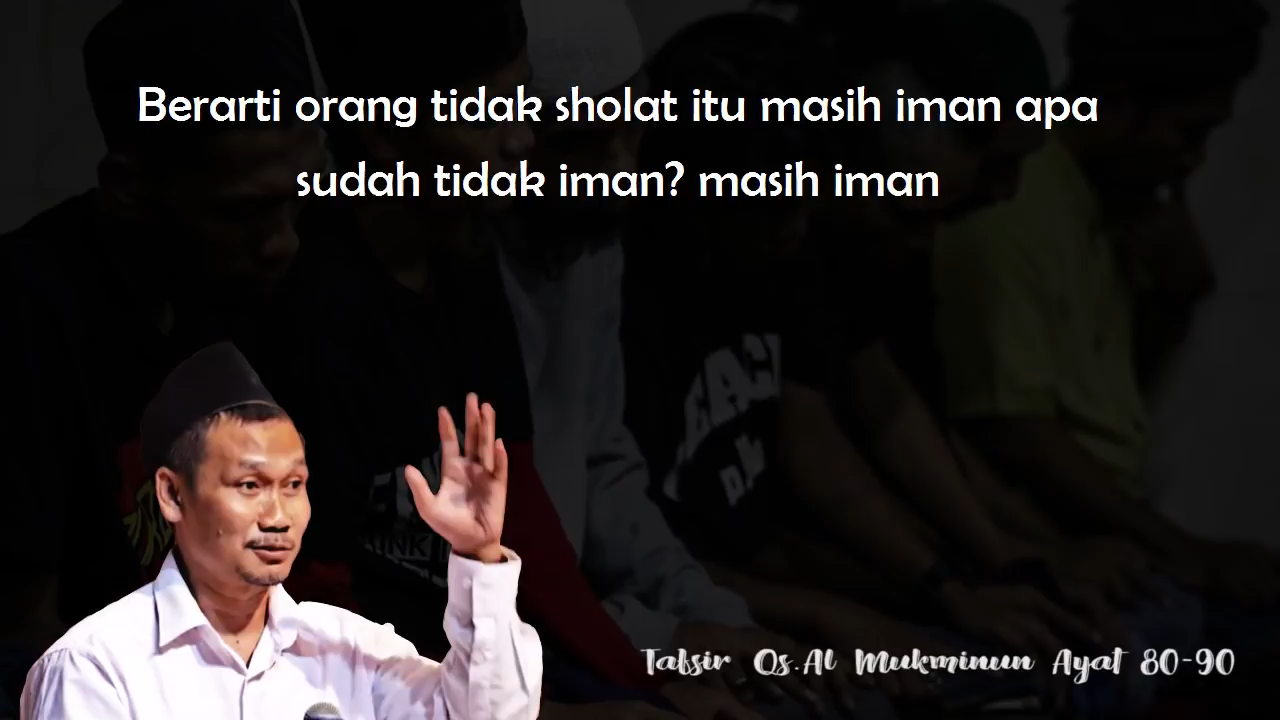 Berarti orang tidak sholat itu masih iman apa
sudah tidak iman? masih iman
Tafsir Qs.Al Mukminun Ayat 80-90